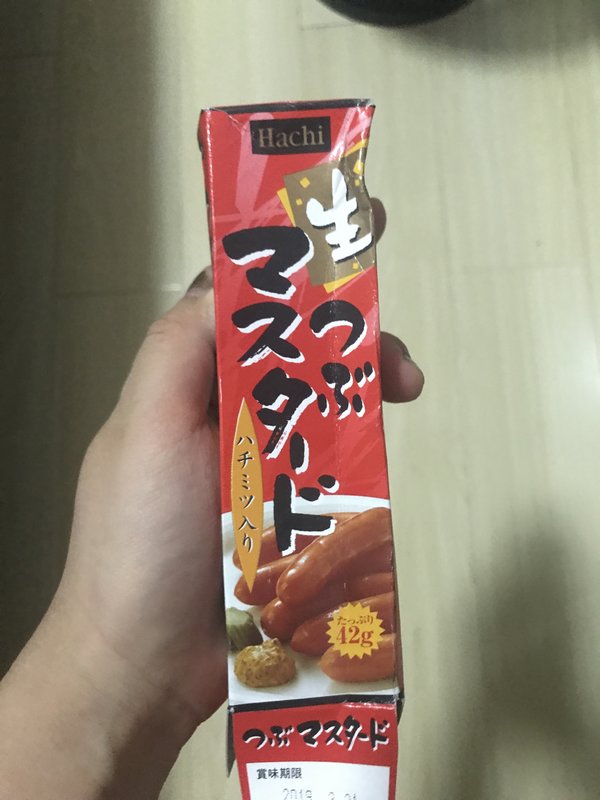 Hachi
生
つぶ
マスタード
ハチミツ入り
たっぷり
42g
つぶマスタード
賞味期限